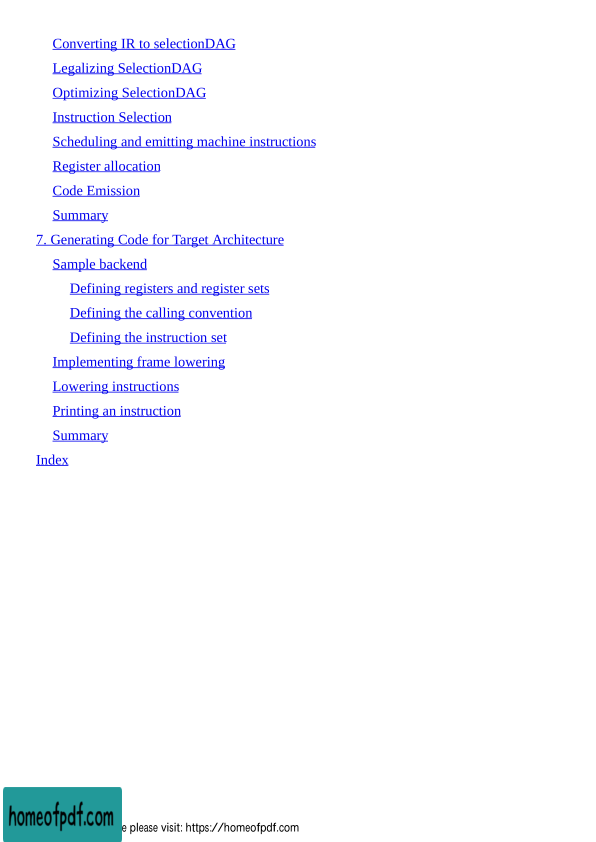 Converting IR to selectionDAG
Legalizing SelectionDAG
Optimizing SelectionDAG
Instruction Selection
Scheduling and emitting machine instructions
Register allocation
Code Emission
Summary
7. Generating Code for Target Architecture
Sample backend
Defining registers and register sets
Defining the calling convention
Defining the instruction set
Implementing frame lowering
Lowering instructions
Printing an instruction
Summary
Index
homeofpdf.com
e please visit: https://homeofpdf.com